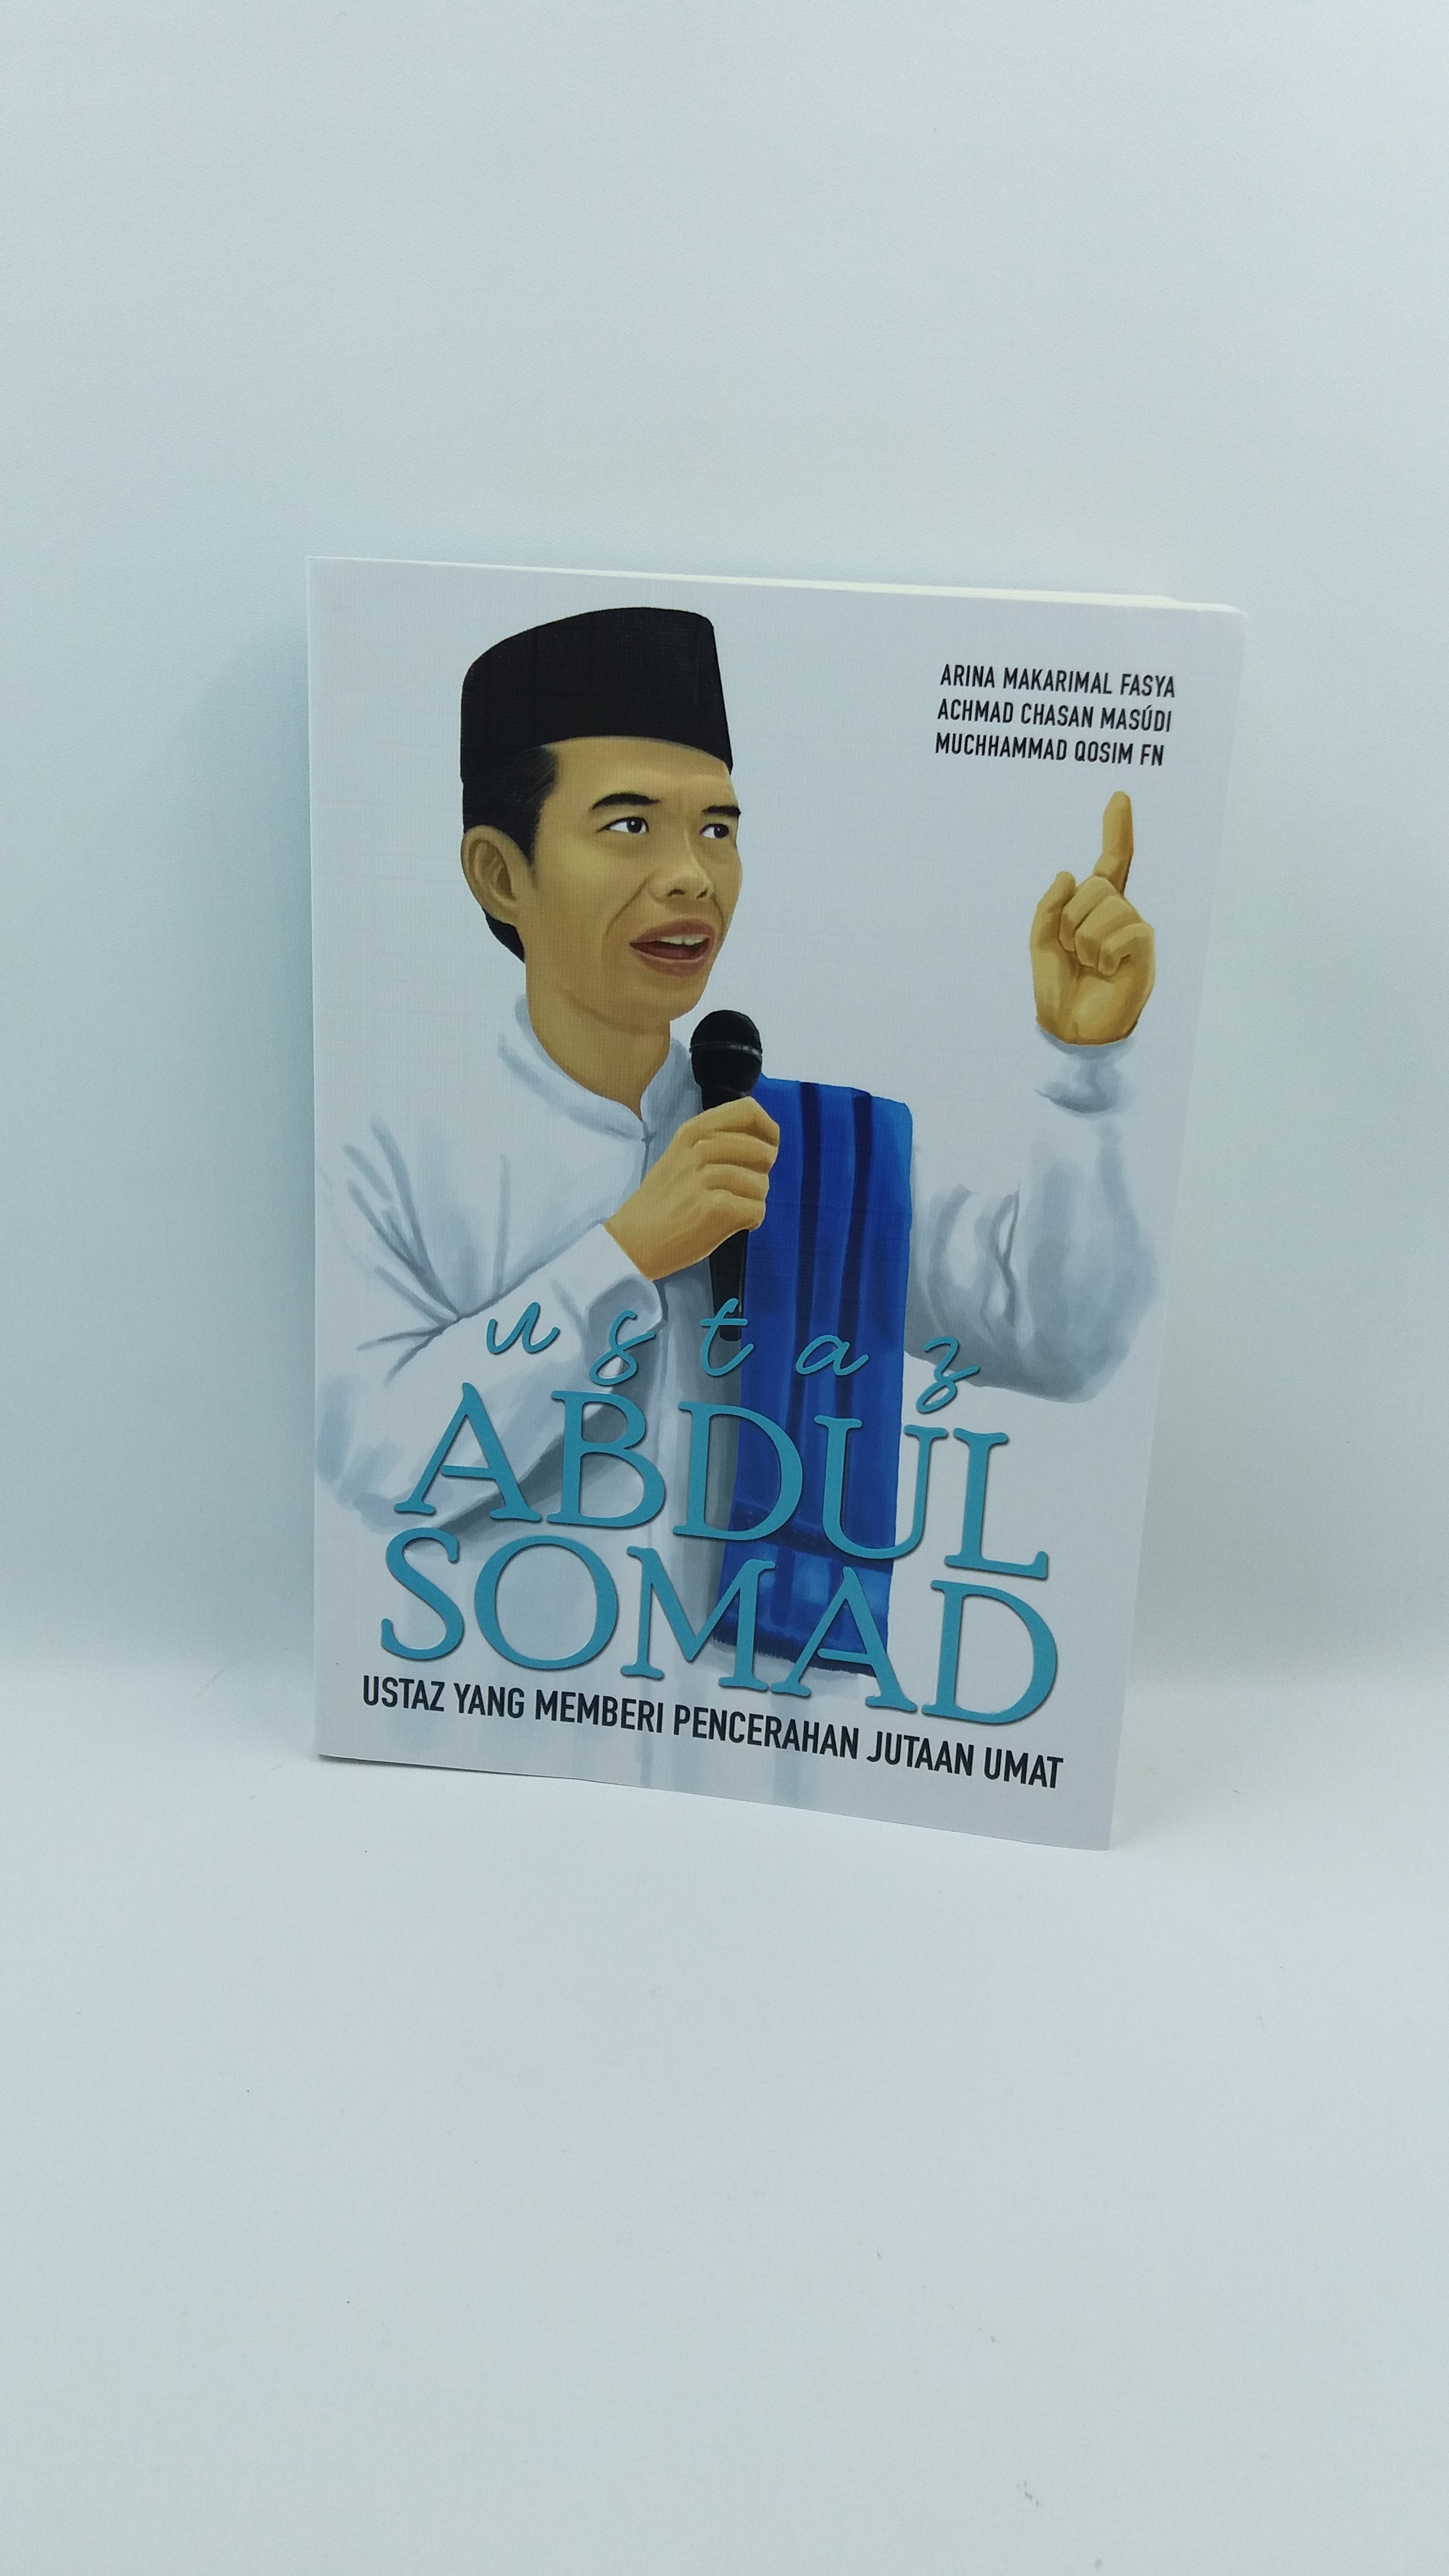 ARINA MAKARIMAL FASYA
ACHMAD CHASAN MASÚDI
MUCHHAMMAD QOSIM FN
ustaz
ABDUL
SOMAD
USTAZ YANG MEMBERI PENCERAHAN JUTAAN UMAT